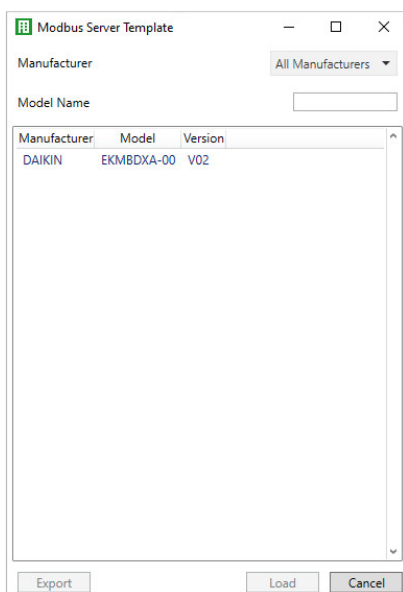 Modbus Server Template
Manufacturer All Manufacturers
Model Name
Manufacturer Model Version
DAIKIN EKMBDXA-00 V02
Export Load Cancel